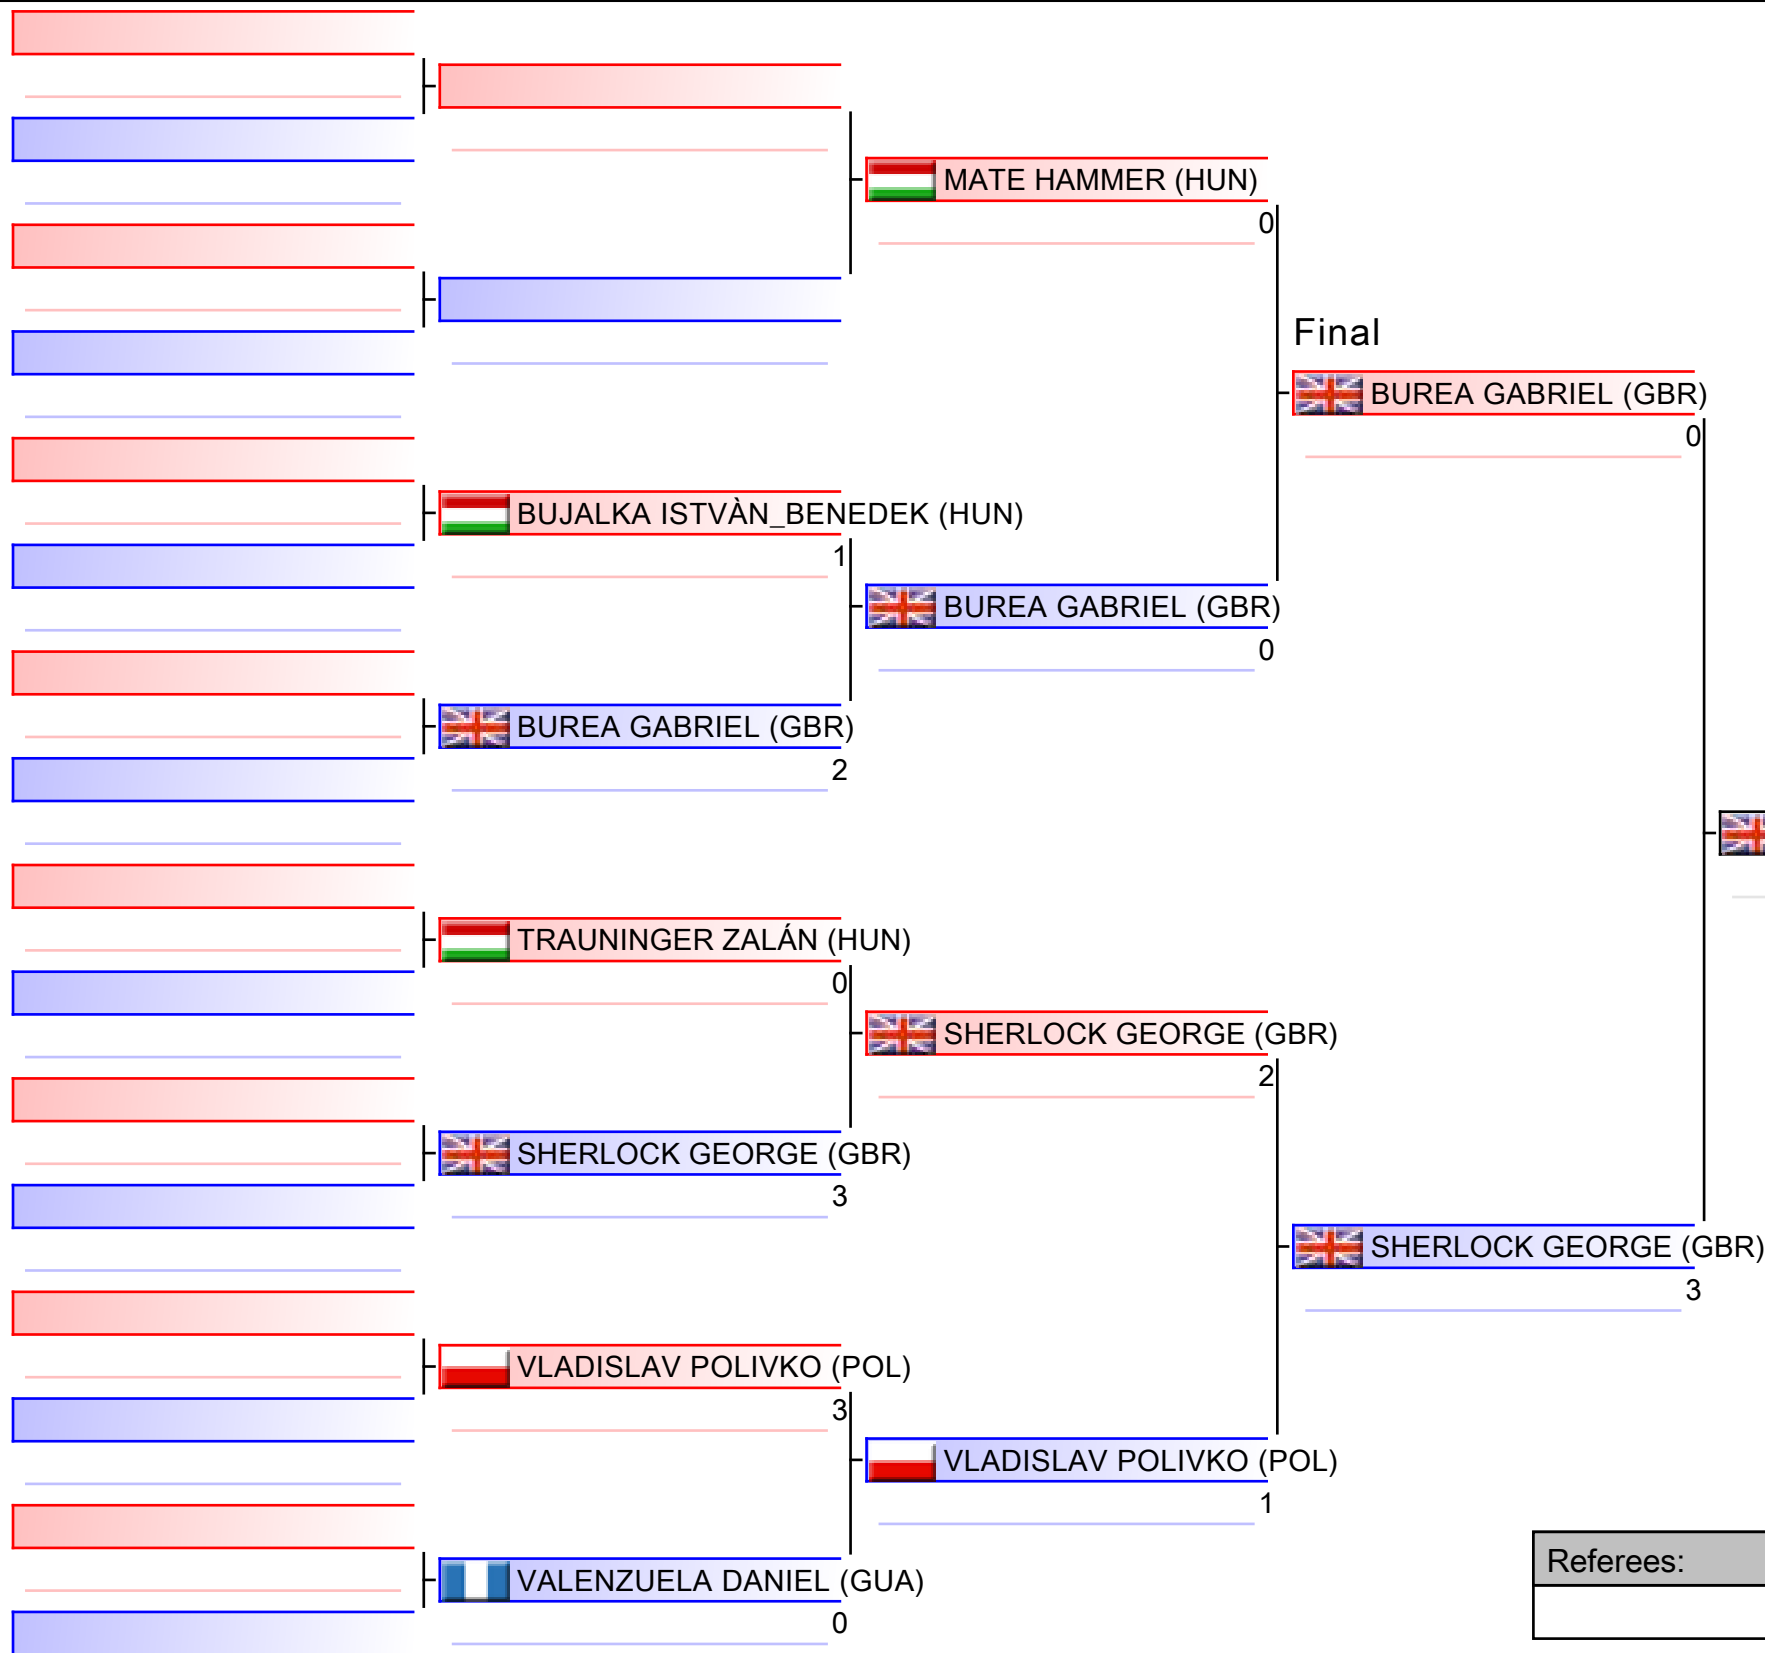 MATE HAMMER (HUN)
0
Final
BUREA GABRIEL (GBR)
0
BUJALKA ISTVÀN_BENEDEK (HUN)
1
BUREA GABRIEL (GBR)
0
BUREA GABRIEL (GBR)
2
TRAUNINGER ZALÁN (HUN)
0
SHERLOCK GEORGE (GBR)
2
SHERLOCK GEORGE (GBR)
3
SHERLOCK GEORGE (GBR)
3
VLADISLAV POLIVKO (POL)
3
VLADISLAV POLIVKO (POL)
1
Referees:
VALENZUELA DANIEL (GUA)
0